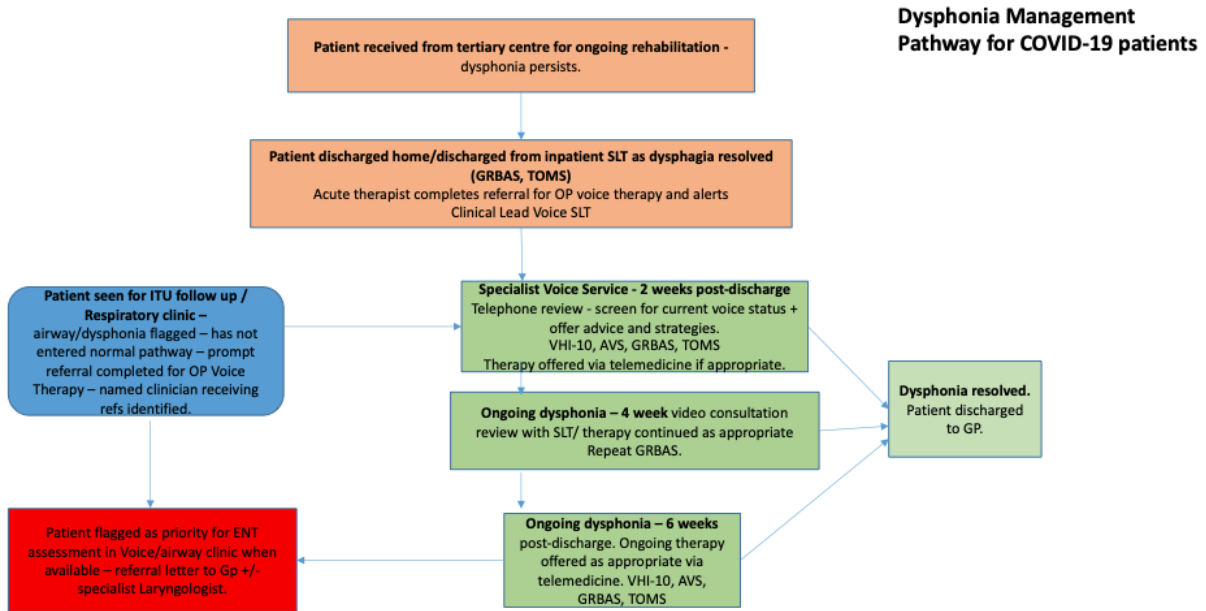 Dysphonia Management
Pathway for COVID-19 patients
Patient received from tertiary centre for ongoing rehabilitation -
dysphonia persists.
Patient discharged home/discharged from inpatient SLT as dysphagia resolved
(GRBAS, TOMS)
Acute therapist completes referral for OP voice therapy and alerts
Clinical Lead Voice SLT
Patient seen for ITU follow up /
Respiratory clinic –
airway/dysphonia flagged – has not
entered normal pathway – prompt
referral completed for OP Voice
Therapy – named clinician receiving
refs identified.
Specialist Voice Service - 2 weeks post-discharge
Telephone review - screen for current voice status +
offer advice and strategies.
VHI-10, AVS, GRBAS, TOMS
Therapy offered via telemedicine if appropriate.
Ongoing dysphonia – 4 week video consultation
review with SLT/ therapy continued as appropriate
Repeat GRBAS.
Dysphonia resolved.
Patient discharged
to GP.
Patient flagged as priority for ENT
assessment in Voice/airway clinic when
available – referral letter to Gp +/-
specialist Laryngologist.
Ongoing dysphonia – 6 weeks
post-discharge. Ongoing therapy
offered as appropriate via
telemedicine. VHI-10, AVS,
GRBAS, TOMS